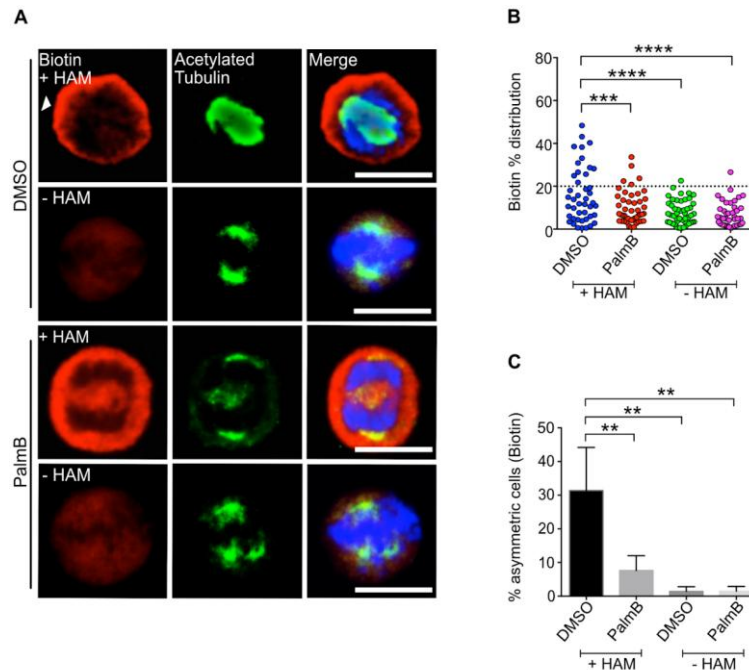 A
Biotin
+ HAM
Acetylated
Tubulin
Merge
DMSO
- HAM
PalmB
+ HAM
- HAM
B
Biotin % distribution
80
60
40
20
0
****
****
***
DMSO
PalmB
DMSO
PalmB
+ HAM
- HAM
C
% asymmetric cells (Biotin)
50
40
30
20
10
0
**
**
**
DMSO
PalmB
DMSO
PalmB
+ HAM
- HAM